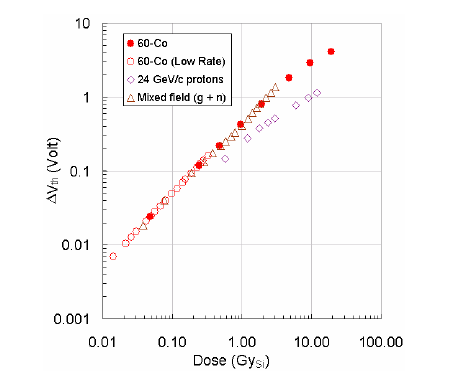 10
1
0.1
0.01
0.001
ΔVth (Volt)
60-Co
60-Co (Low Rate)
24 GeV/c protons
Mixed field (g + n)
0.01 0.10 1.00 10.00 100.00
Dose (GySi)